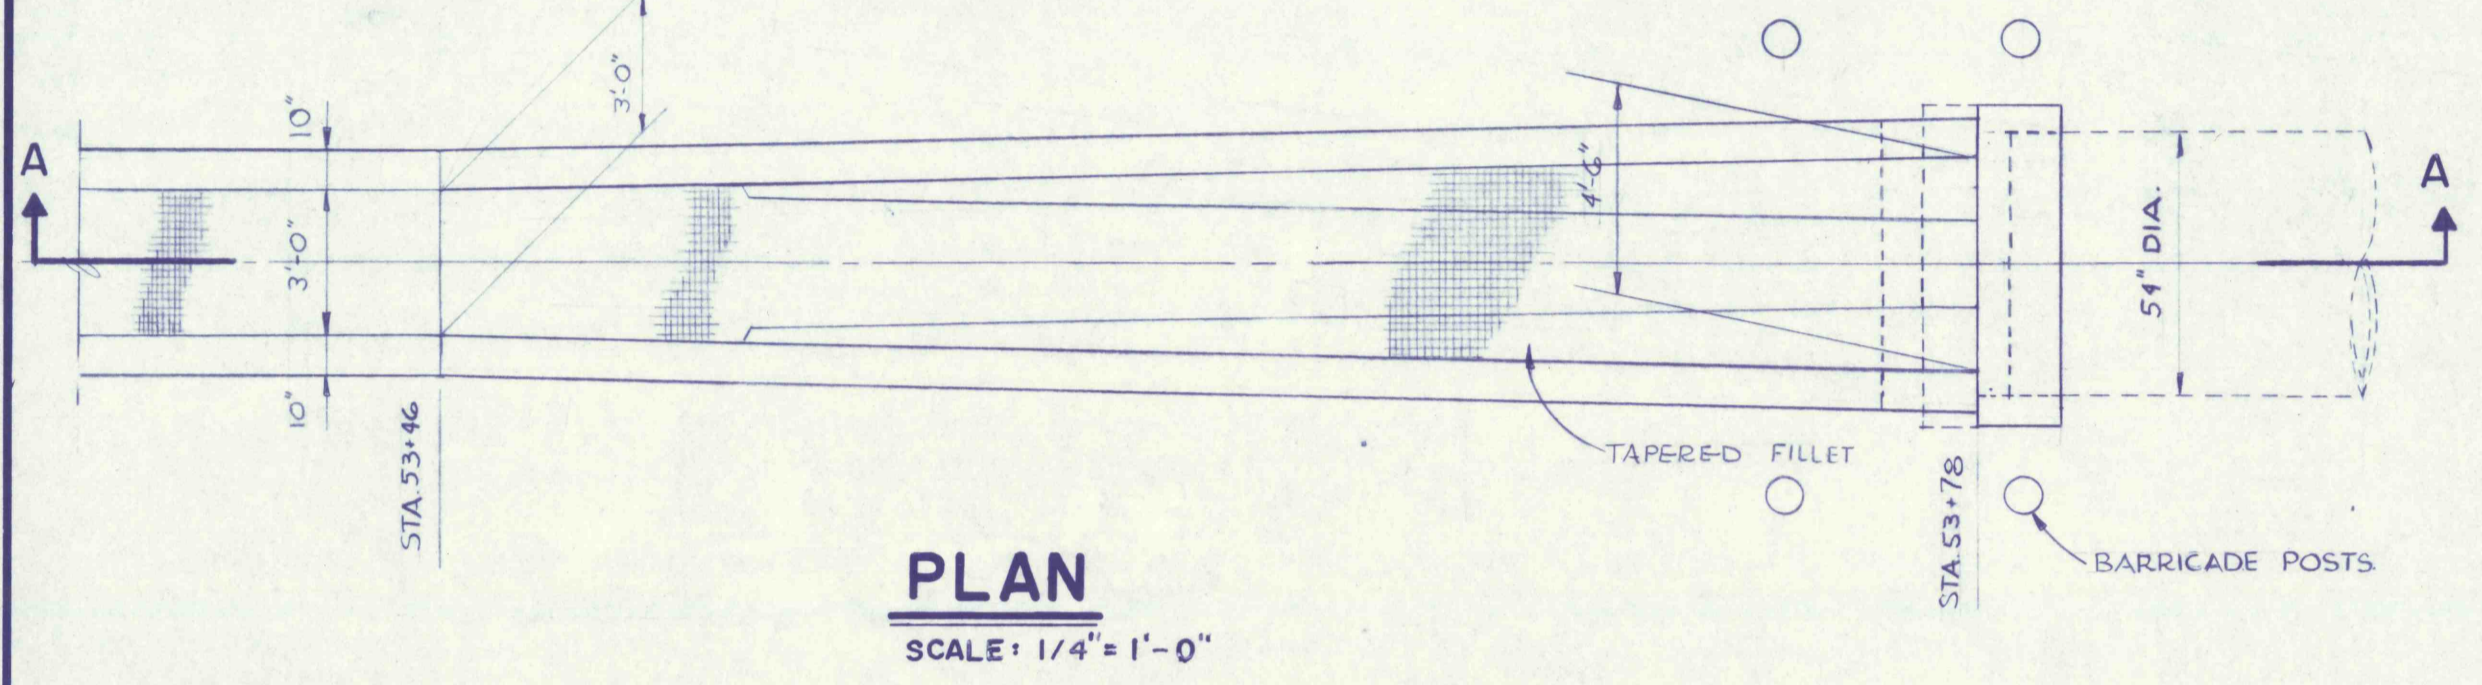 A
10"
3'-0"
10"
STA. 53+46
3'-0"
4'-6"
TAPERED FILLET
STA. 53+78
54" DIA.
A
BARRICADE POSTS.
PLAN
SCALE: 1/4" = 1'-0"